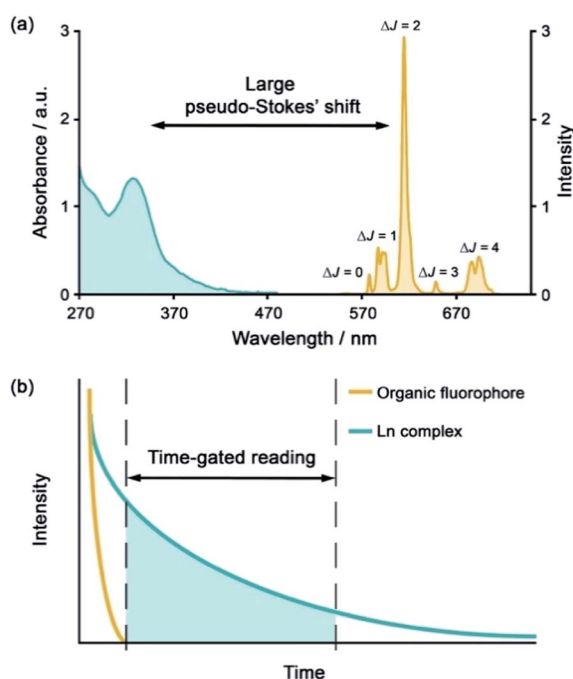 (a)
3
2
1
0
Absorbance / a.u.
Large
pseudo-Stokes' shift
ΔJ = 0
ΔJ = 1
ΔJ = 2
ΔJ = 3
ΔJ = 4
3
2
1
0
Intensity
270
370
470
570
670
Wavelength / nm
(b)
Organic fluorophore
Ln complex
Time-gated reading
Intensity
Time